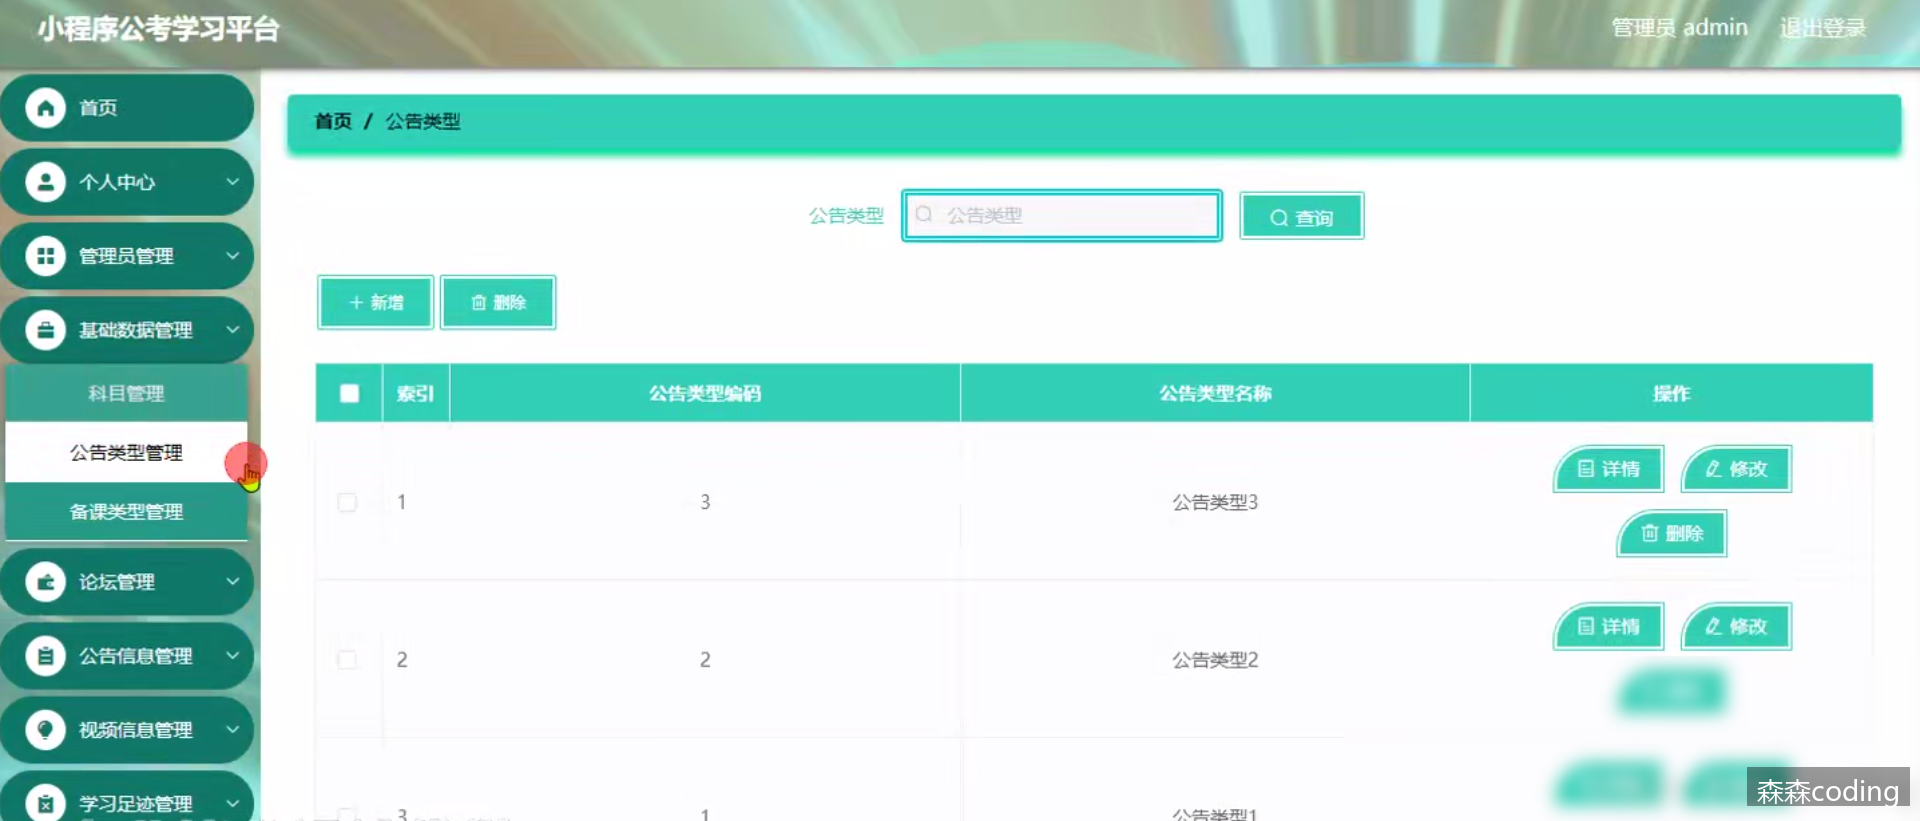 小程序公考学习平台
管理员 admin
退出登录
首页
个人中心
管理员管理
基础数据管理
科目管理
公告类型管理
备课类型管理
论坛管理
公告信息管理
视频信息管理
学习足迹管理
首页 / 公告类型
公告类型
公告类型
查询
新增
删除
索引
公告类型编码
公告类型名称
操作
1
3
公告类型3
详情
修改
删除
2
2
公告类型2
详情
修改
3
1
公告类型1
森森coding